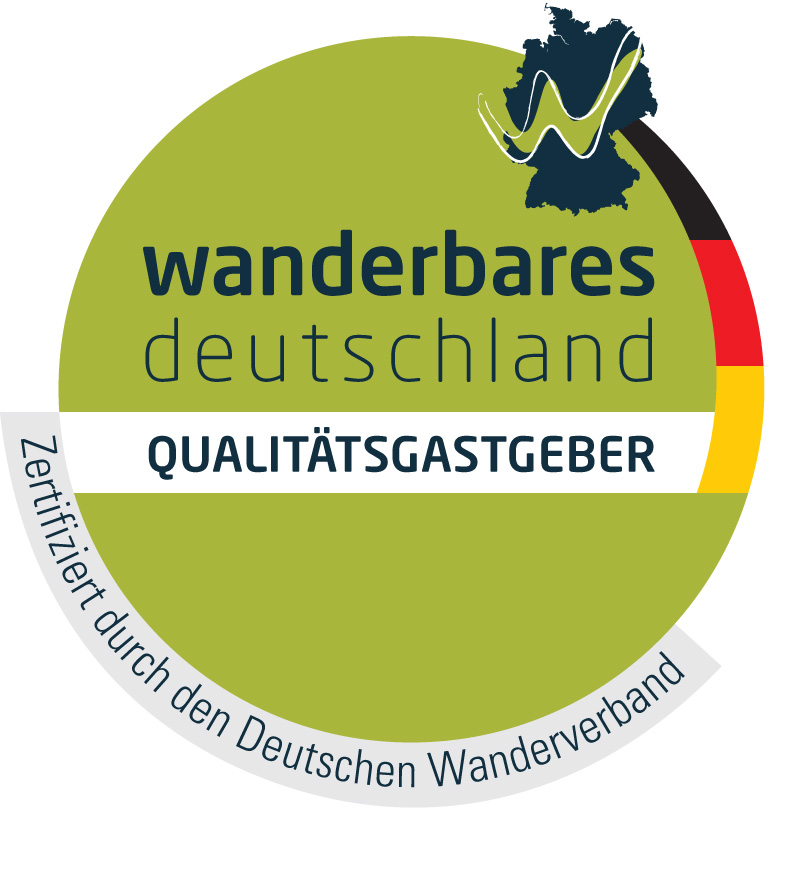 wanderbares
deutschland
QUALITÄTSGASTGEBER
Zertifiziert durch den Deutschen Wanderverband